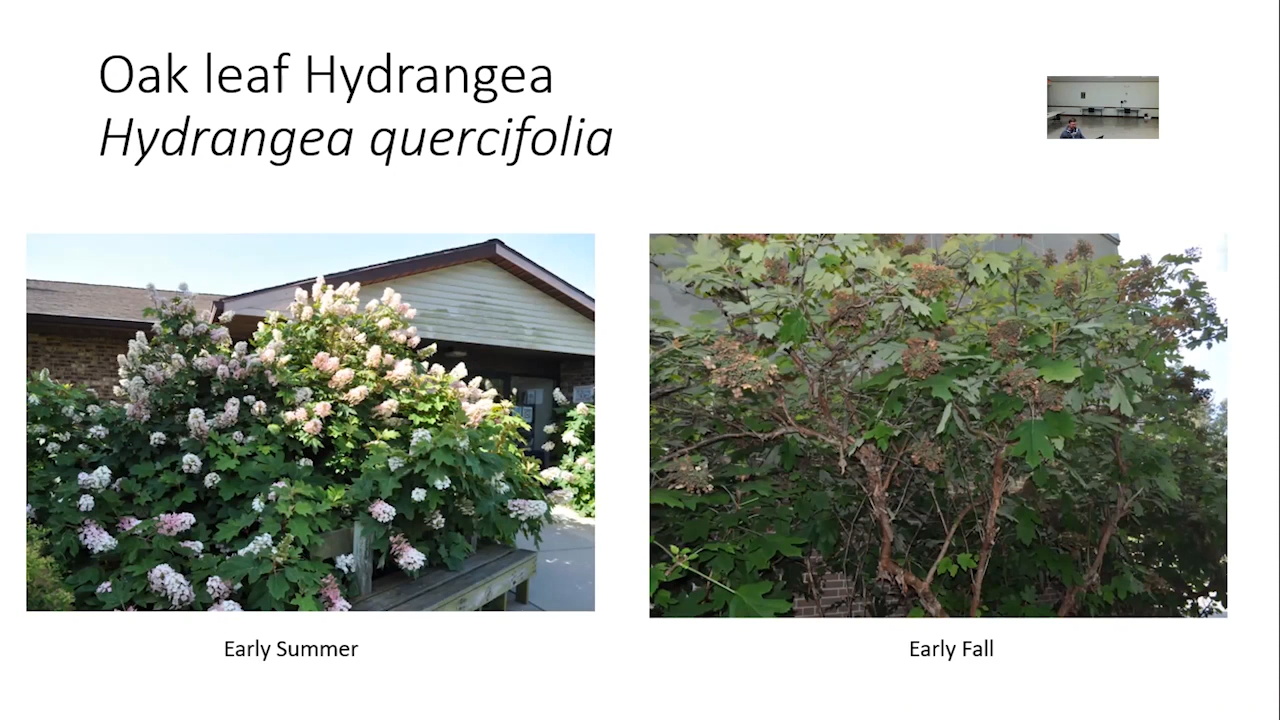 Oak leaf Hydrangea
Hydrangea quercifolia
Early Summer
Early Fall